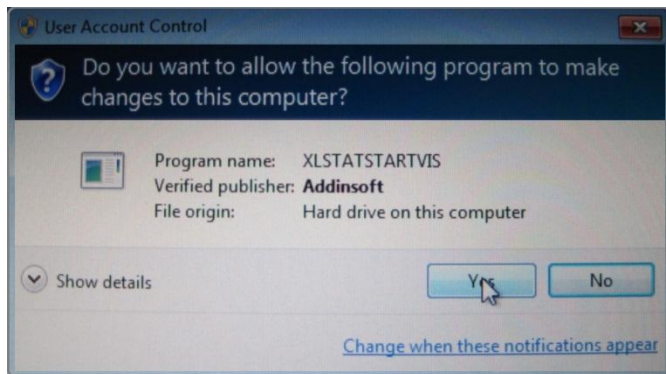 User Account Control
Do you want to allow the following program to make
changes to this computer?
Program name: XLSTATSTARTVIS
Verified publisher: Addinsoft
File origin: Hard drive on this computer
Show details
Yes
No
Change when these notifications appear